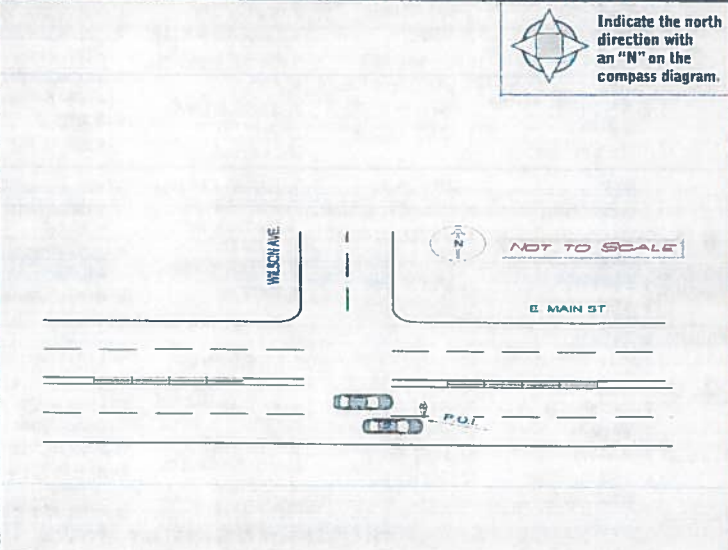 Indicate the north
direction with
an "N" on the
compass diagram.
WILSON AVE
N
NOT TO SCALE
E MAIN ST
P.O.I.